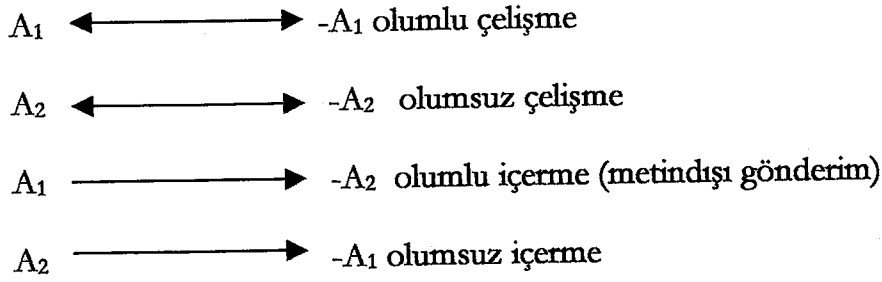 A₁ ⟷ -A₁ olumlu çelişme
A₂ ⟷ -A₂ olumsuz çelişme
A₁ ⟶ -A₂ olumlu içerme (metindışı gönderim)
A₂ ⟶ -A₁ olumsuz içerme